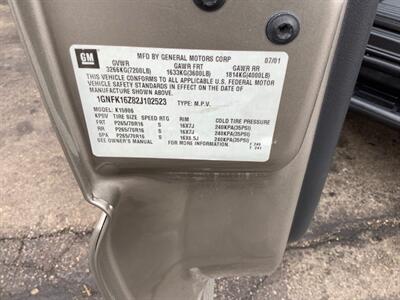 GM
MFD BY GENERAL MOTORS CORP 07/01
GVWR GAWR FRT GAWR RR
3266KG(7200LB) 1633KG(3600LB) 1814KG(4000LB)
THIS VEHICLE CONFORMS TO ALL APPLICABLE U.S. FEDERAL MOTOR
VEHICLE SAFETY STANDARDS IN EFFECT ON THE DATE OF
MANUFACTURE SHOWN ABOVE.
1GNFK16Z82J102523 TYPE: M.P.V.
MODEL: K15906
KPSV TIRE SIZE SPEED RTG RIM COLD TIRE PRESSURE
FRT P265/70R16 S 16X7J 240KPA(35PSI)
RR P265/70R16 S 16X7J 240KPA(35PSI)
SPA P265/70R16 S 16X6.5J 240KPA(35PSI)
SEE OWNER'S MANUAL